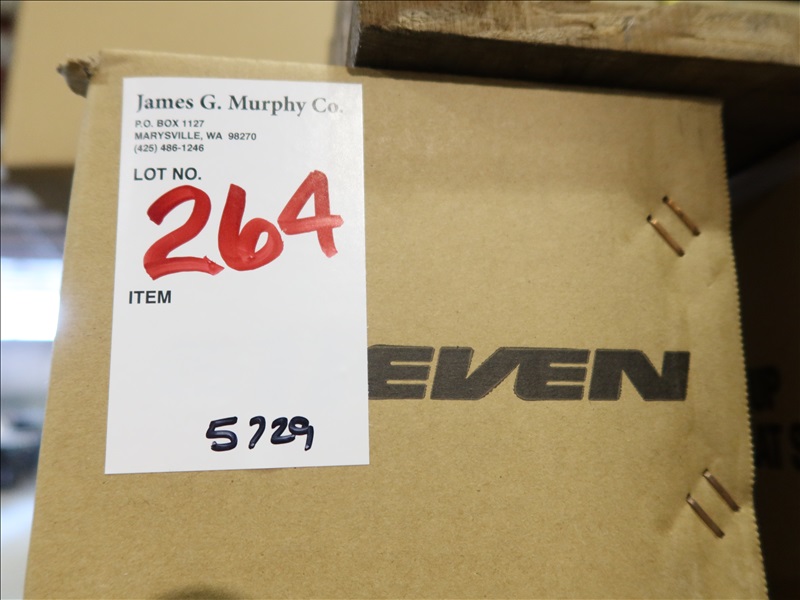 James G. Murphy Co.
P.O. BOX 1127
MARYSVILLE, WA 98270
(425) 486-1246
LOT NO.
264
ITEM
5729
EVEN